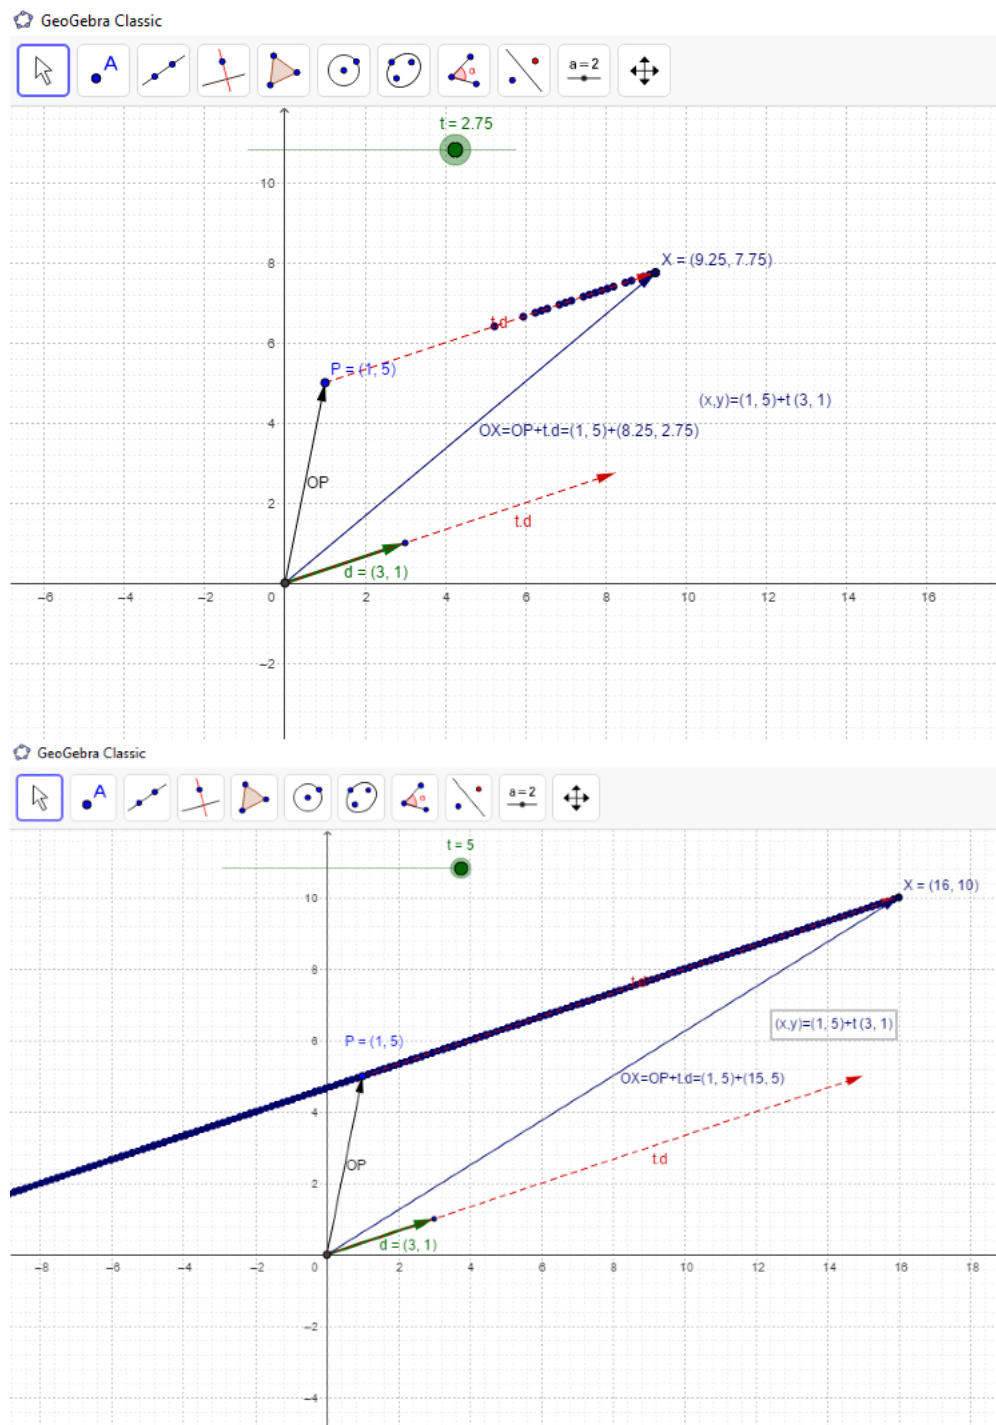 GeoGebra Classic
A
α
a = 2
t = 2.75
10
8
X = (9.25, 7.75)
t.d
6
P = (1, 5)
(x,y)=(1, 5)+t (3, 1)
4
OX=OP+t.d=(1, 5)+(8.25, 2.75)
OP
2
t.d
d = (3, 1)
–6 –4 –2 0 2 4 6 8 10 12 14 16
–2
GeoGebra Classic
A
α
a = 2
t = 5
X = (16, 10)
10
8
t.d
6
P = (1, 5)
(x,y)=(1, 5)+t (3, 1)
OX=OP+t.d=(1, 5)+(15, 5)
4
OP
t.d
2
d = (3, 1)
–8 –6 –4 –2 0 2 4 6 8 10 12 14 16 18
–2
–4